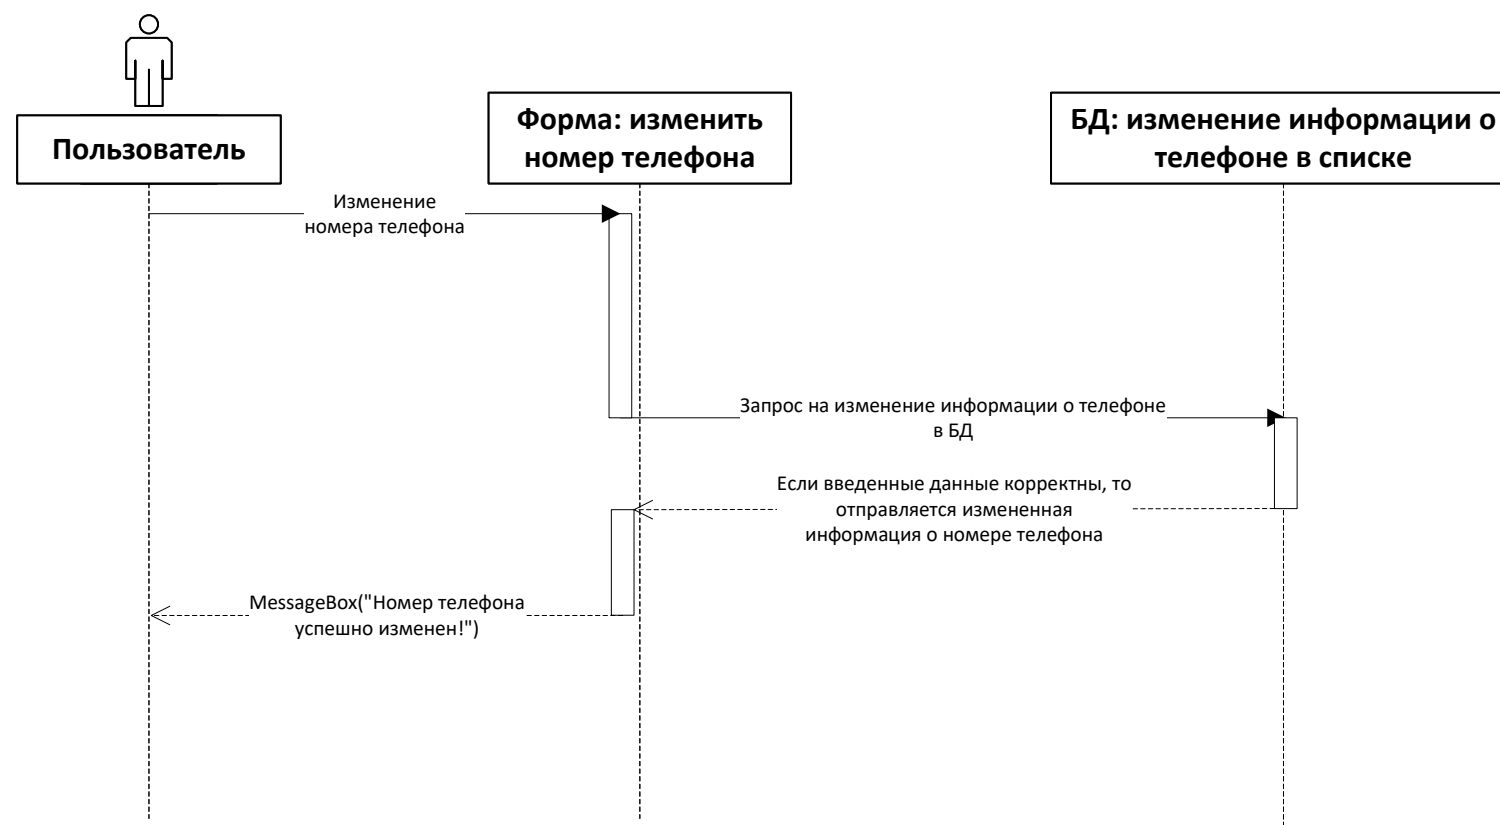 Пользователь
Форма: изменить
номер телефона
БД: изменение информации о
телефоне в списке
Изменение
номера телефона
Запрос на изменение информации о телефоне
в БД
Если введенные данные корректны, то
отправляется измененная
информация о номере телефона
MessageBox("Номер телефона
успешно изменен!")